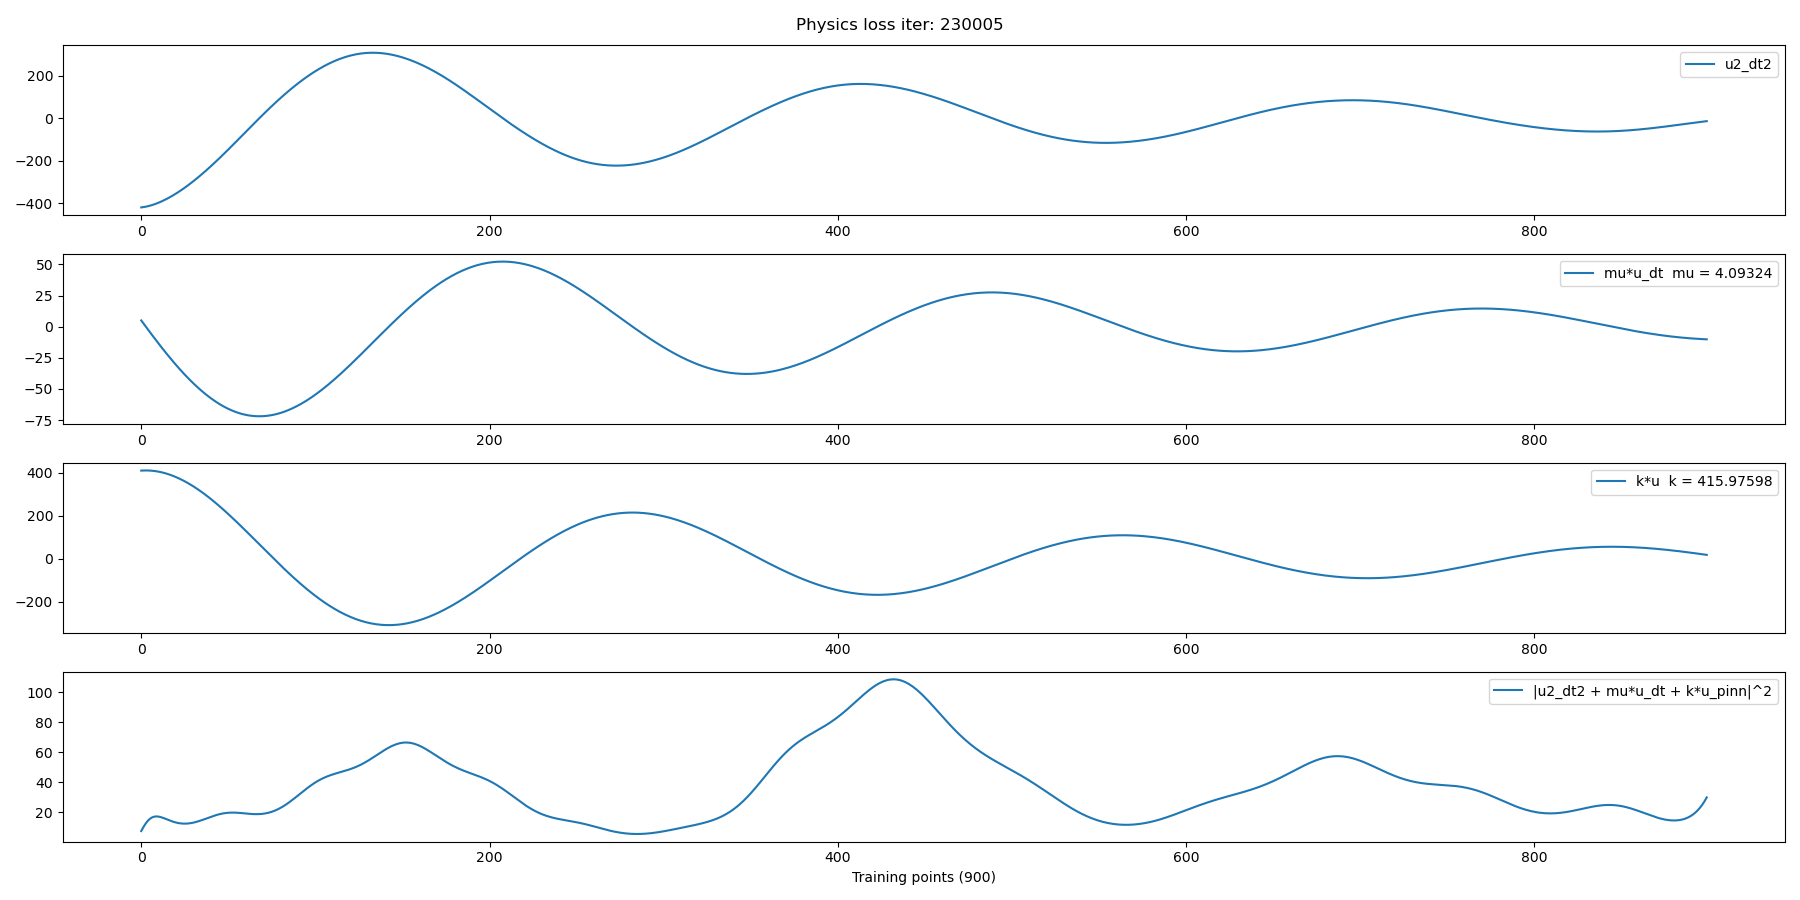 Physics loss iter: 230005
u2_dt2
200
0
−200
−400
0 200 400 600 800
mu*u_dt  mu = 4.09324
50
25
0
−25
−50
−75
0 200 400 600 800
k*u  k = 415.97598
400
200
0
−200
0 200 400 600 800
|u2_dt2 + mu*u_dt + k*u_pinn|^2
100
80
60
40
20
0 200 400 600 800
Training points (900)